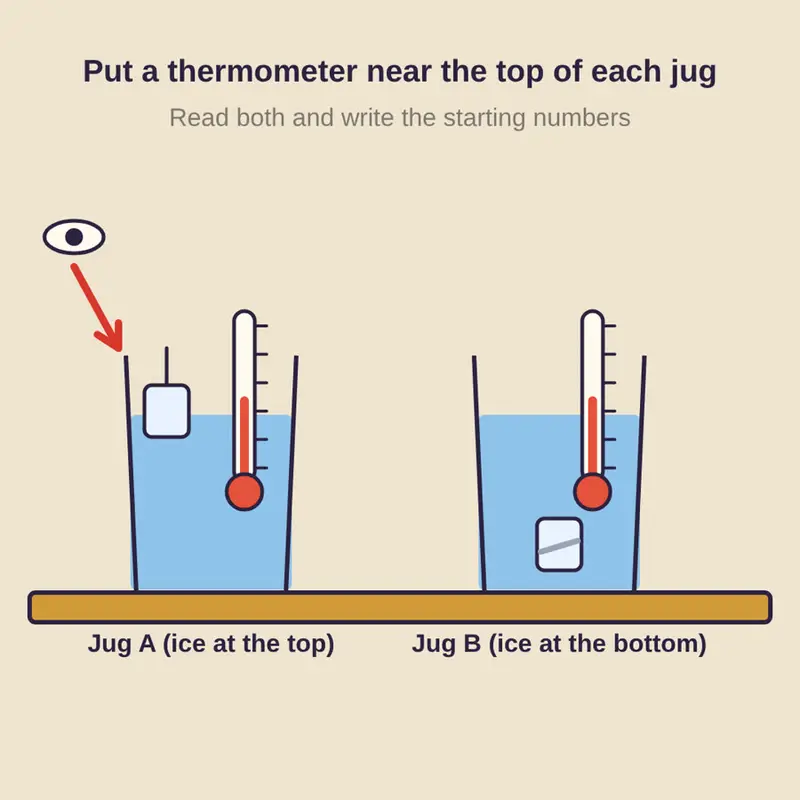 Put a thermometer near the top of each jug
Read both and write the starting numbers
Jug A (ice at the top)
Jug B (ice at the bottom)